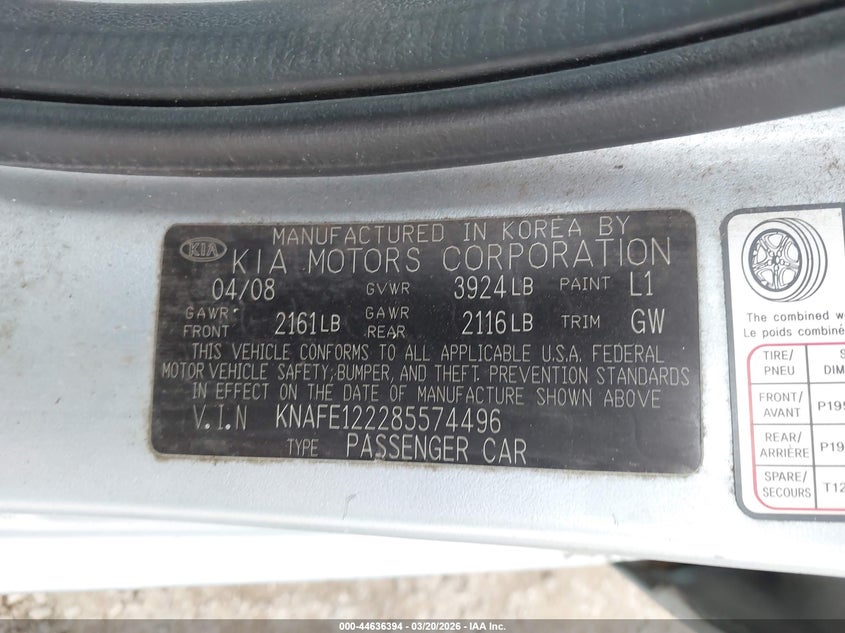 KIA
MANUFACTURED IN KOREA BY
KIA MOTORS CORPORATION
04/08 GVWR 3924LB PAINT L1
GAWR FRONT 2161LB GAWR REAR 2116LB TRIM GW
THIS VEHICLE CONFORMS TO ALL APPLICABLE U.S.A. FEDERAL
MOTOR VEHICLE SAFETY, BUMPER, AND THEFT PREVENTION STANDARDS
IN EFFECT ON THE DATE OF MANUFACTURE SHOWN ABOVE
V.I.N KNAFE122285574496
TYPE PASSENGER CAR
The combined
Le poids combiné
TIRE/
PNEU
FRONT/
AVANT
REAR/
ARRIÈRE
SPARE/
SECOURS
000-44636394 | 03/20/2026 | IAA Inc.